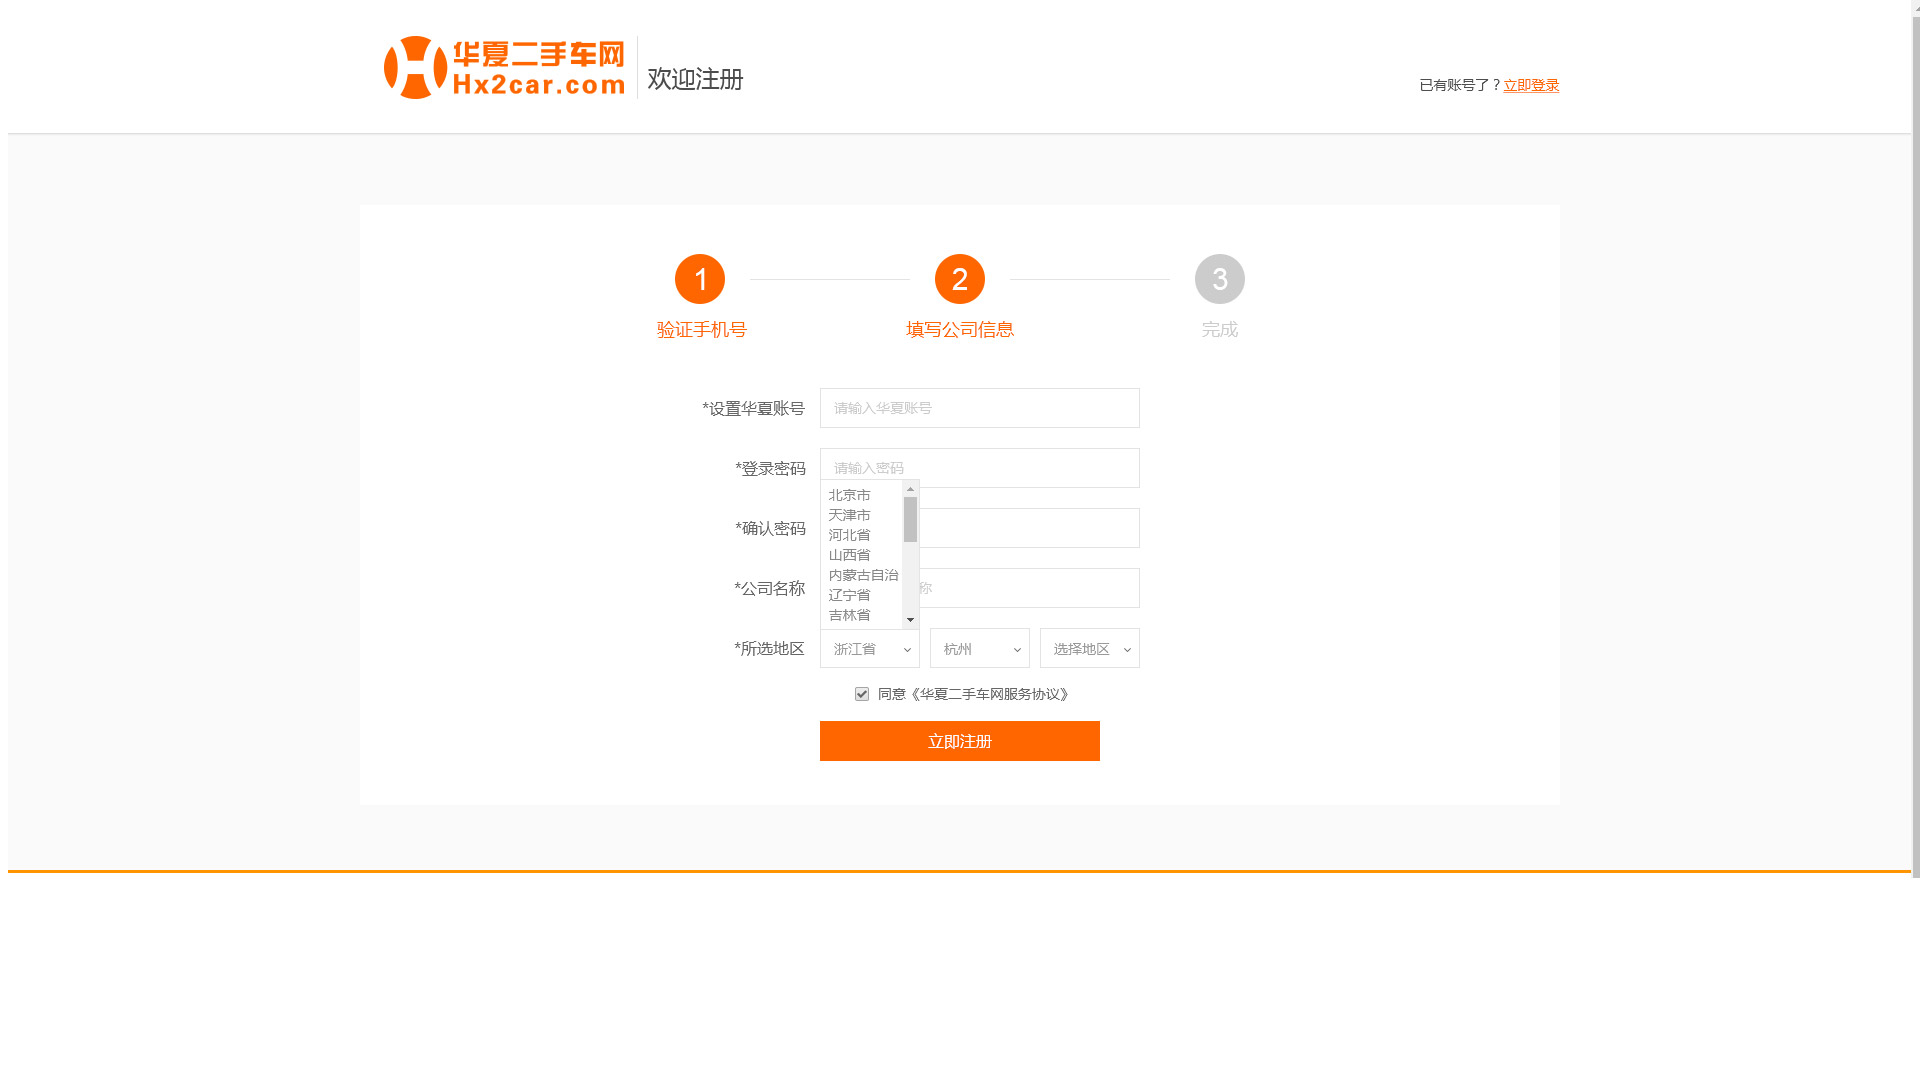 华夏二手车网
Hx2car.com
欢迎注册
已有账号了？立即登录
1
2
3
验证手机号
填写公司信息
完成
*设置华夏账号
请输入华夏账号
*登录密码
请输入密码
北京市
天津市
*确认密码
河北省
山西省
内蒙古自治
*公司名称
称
辽宁省
吉林省
*所选地区
浙江省
杭州
选择地区
同意《华夏二手车网服务协议》
立即注册